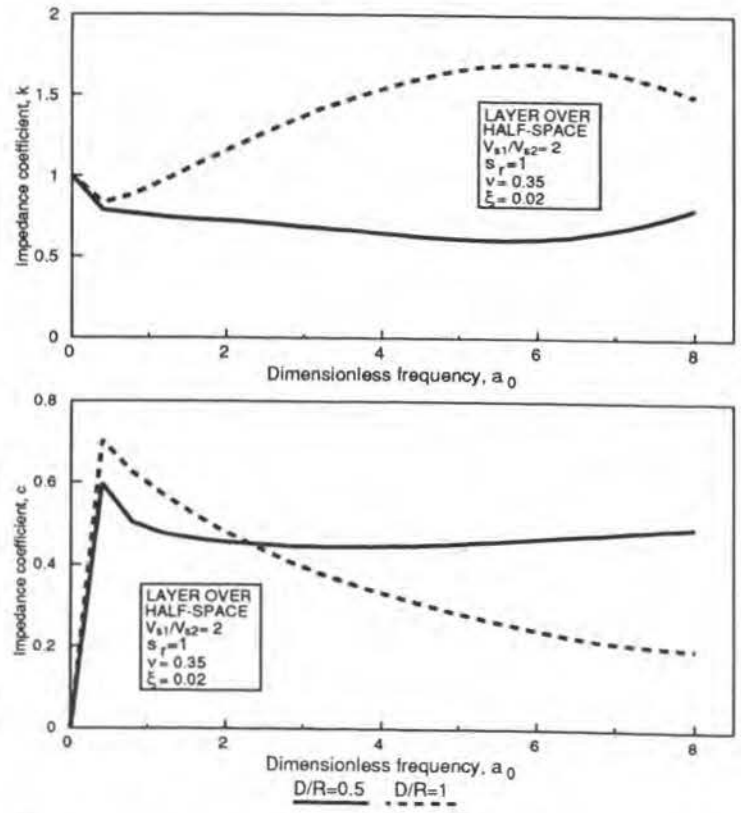 2
1.5
1
0.5
0
Impedance coefficient, k
LAYER OVER
HALF-SPACE
Vs1/Vs2= 2
sr=1
ν = 0.35
ξ = 0.02
0 2 4 6 8
Dimensionless frequency, a0
0.8
0.6
0.4
0.2
0
Impedance coefficient, c
LAYER OVER
HALF-SPACE
Vs1/Vs2= 2
sr=1
ν = 0.35
ξ = 0.02
0 2 4 6 8
Dimensionless frequency, a0
D/R=0.5 D/R=1